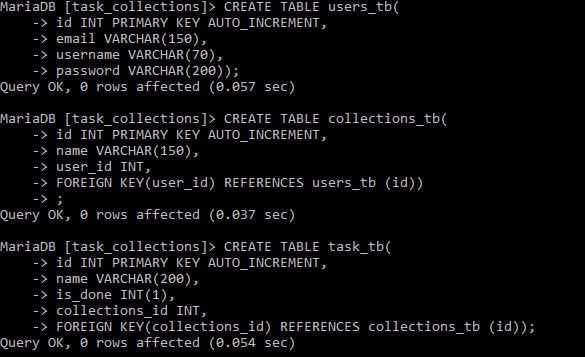 MariaDB [task_collections]> CREATE TABLE users_tb(
    -> id INT PRIMARY KEY AUTO_INCREMENT,
    -> email VARCHAR(150),
    -> username VARCHAR(70),
    -> password VARCHAR(200));
Query OK, 0 rows affected (0.057 sec)

MariaDB [task_collections]> CREATE TABLE collections_tb(
    -> id INT PRIMARY KEY AUTO_INCREMENT,
    -> name VARCHAR(150),
    -> user_id INT,
    -> FOREIGN KEY(user_id) REFERENCES users_tb (id))
    -> ;
Query OK, 0 rows affected (0.037 sec)

MariaDB [task_collections]> CREATE TABLE task_tb(
    -> id INT PRIMARY KEY AUTO_INCREMENT,
    -> name VARCHAR(200),
    -> is_done INT(1),
    -> collections_id INT,
    -> FOREIGN KEY(collections_id) REFERENCES collections_tb (id));
Query OK, 0 rows affected (0.054 sec)